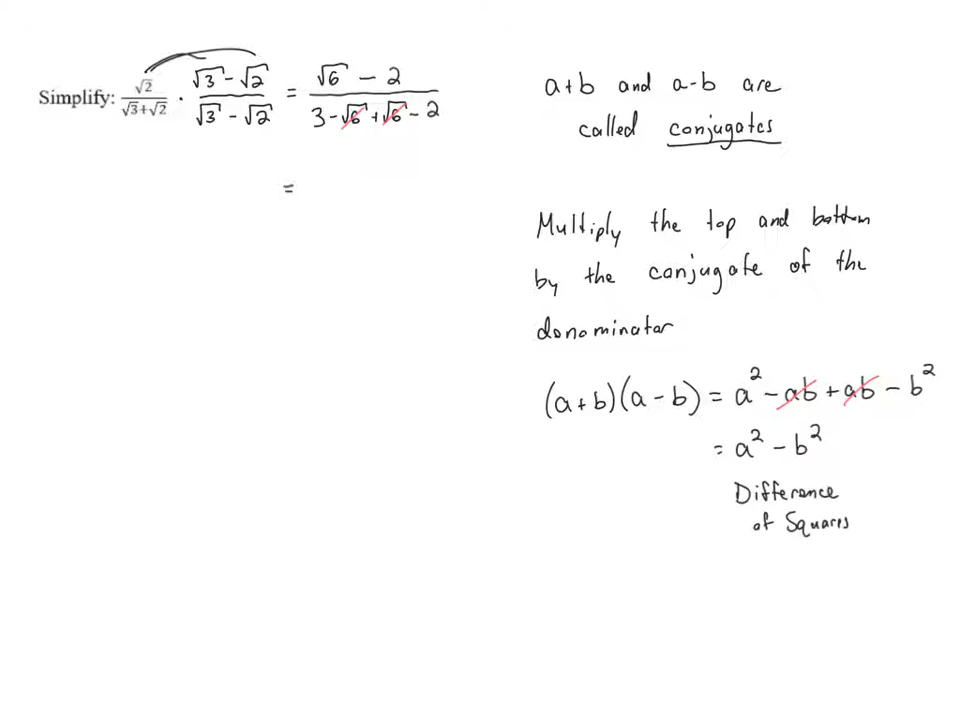 Simplify: √2/(√3+√2) · (√3 - √2)/(√3 - √2) = (√6 - 2)/(3 - √6 + √6 - 2)
=
a+b and a-b are
called conjugates
Multiply the top and bottom
by the conjugate of the
donominator
(a+b)(a-b) = a² - ab + ab - b²
= a² - b²
Difference
of Squares